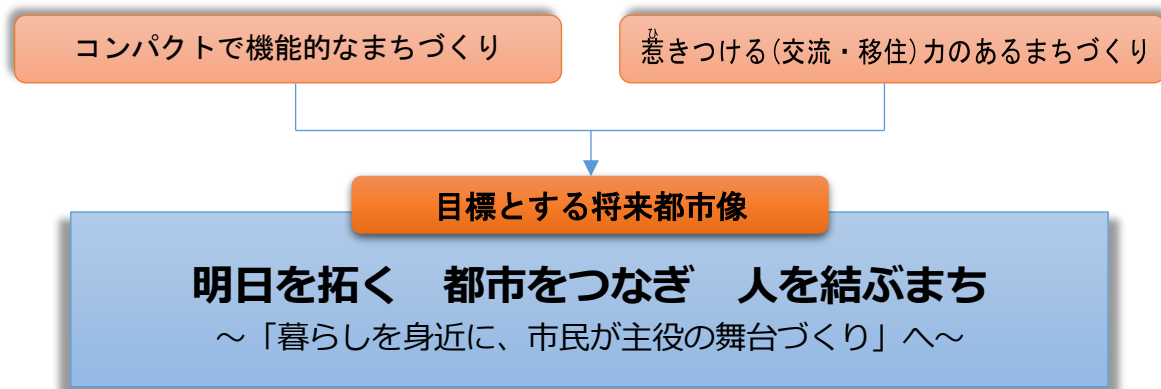 コンパクトで機能的なまちづくり
惹きつける(交流・移住)力のあるまちづくり
ひ
目標とする将来都市像
明日を拓く　都市をつなぎ　人を結ぶまち
～「暮らしを身近に、市民が主役の舞台づくり」へ～